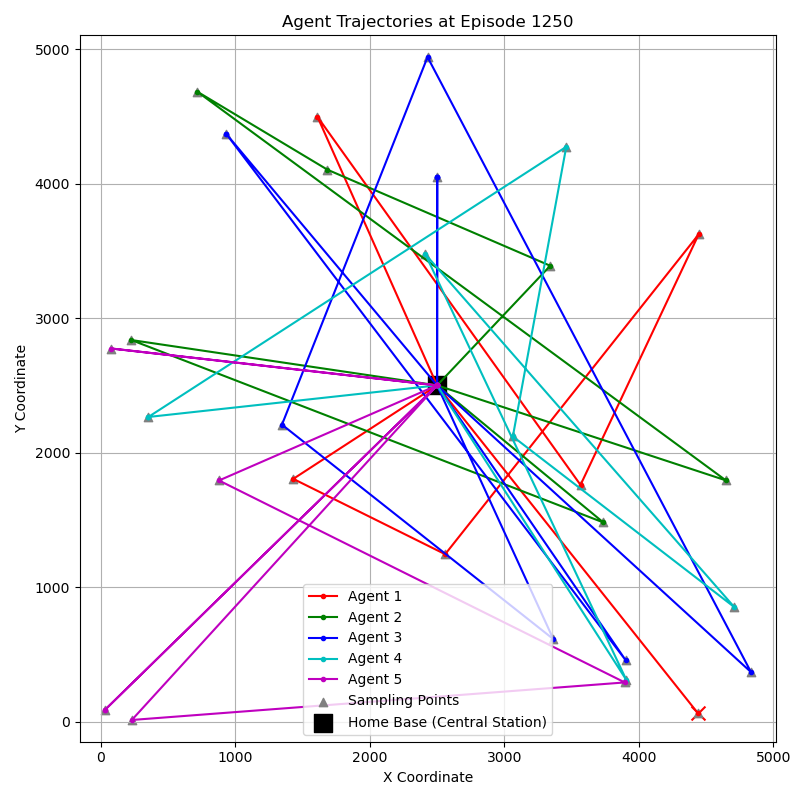 Agent Trajectories at Episode 1250
Y Coordinate
5000
4000
3000
2000
1000
0
Agent 1
Agent 2
Agent 3
Agent 4
Agent 5
Sampling Points
Home Base (Central Station)
0 1000 2000 3000 4000 5000
X Coordinate